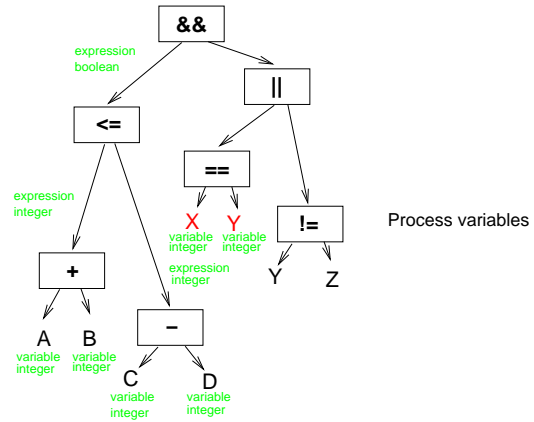 &&
expression
boolean
||
<=
==
expression
integer
X Y
variable variable
integer integer
!=
Process variables
expression
integer
+
Y Z
A B
variable variable
integer integer
–
C D
variable variable
integer integer